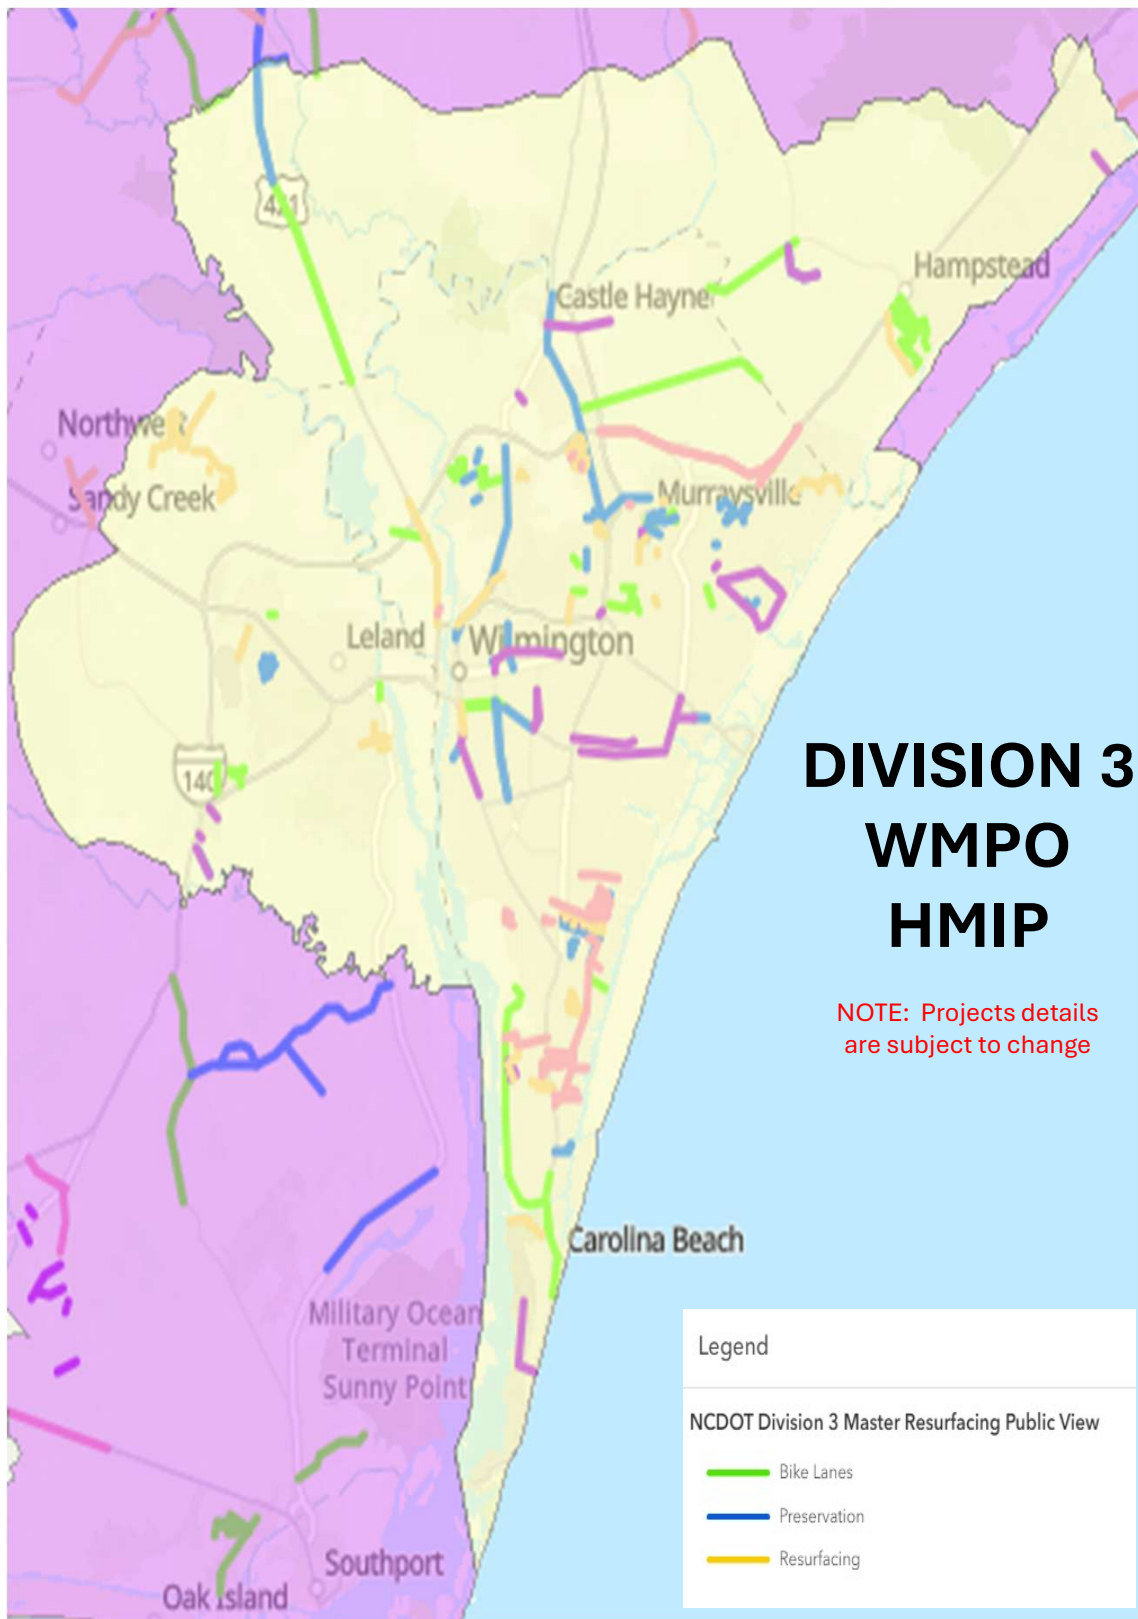 421
Hampstead
Castle Hayne
Northwe
Sandy Creek
Murraysville
Leland
Wilmington
140
DIVISION 3
WMPO
HMIP
NOTE: Projects details
are subject to change
Carolina Beach
Military Ocean
Terminal
Sunny Point
Legend
NCDOT Division 3 Master Resurfacing Public View
Bike Lanes
Preservation
Resurfacing
Southport
Oak Island